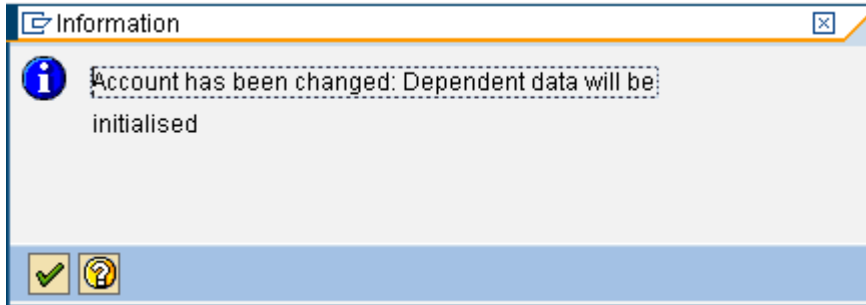 Information
Account has been changed: Dependent data will be
initialised